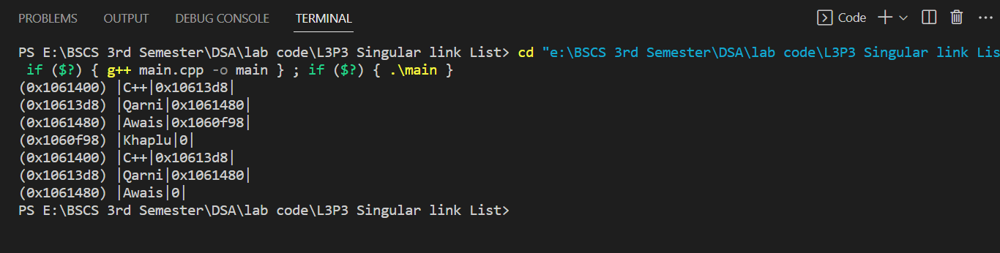 PROBLEMS OUTPUT DEBUG CONSOLE TERMINAL Code
PS E:\BSCS 3rd Semester\DSA\lab code\L3P3 Singular link List> cd "e:\BSCS 3rd Semester\DSA\lab code\L3P3 Singular link Lis
if ($?) { g++ main.cpp -o main } ; if ($?) { .\main }
(0x1061400) |C++|0x10613d8|
(0x10613d8) |Qarni|0x1061480|
(0x1061480) |Awais|0x1060f98|
(0x1060f98) |Khaplu|0|
(0x1061400) |C++|0x10613d8|
(0x10613d8) |Qarni|0x1061480|
(0x1061480) |Awais|0|
PS E:\BSCS 3rd Semester\DSA\lab code\L3P3 Singular link List>